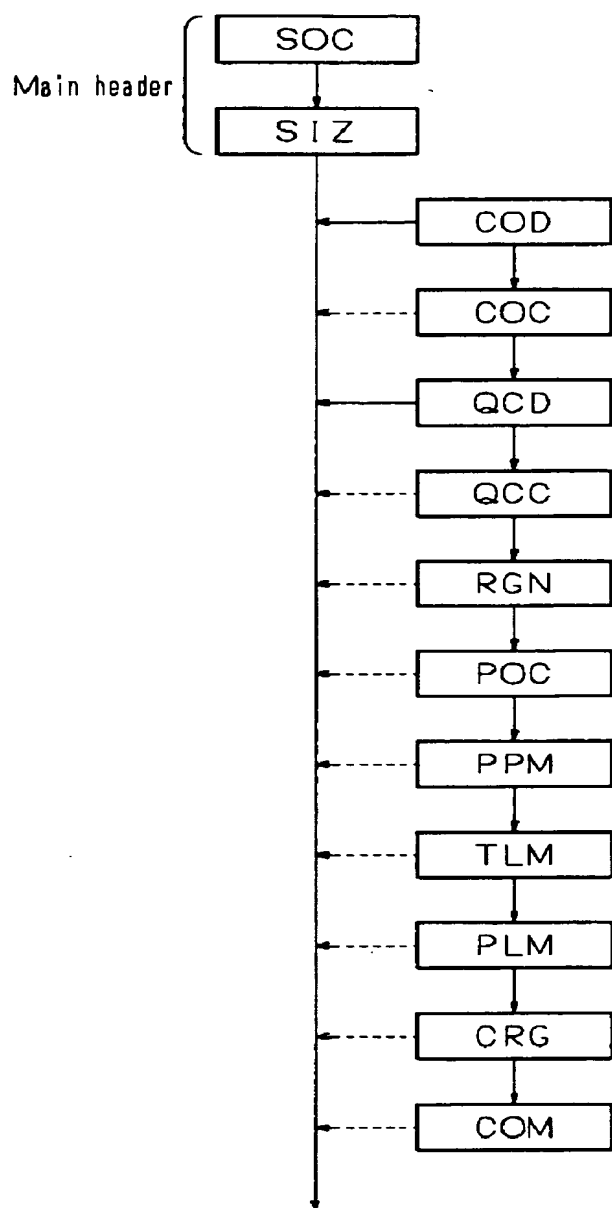 SOC
Main header
SIZ
COD
COC
QCD
QCC
RGN
POC
PPM
TLM
PLM
CRG
COM